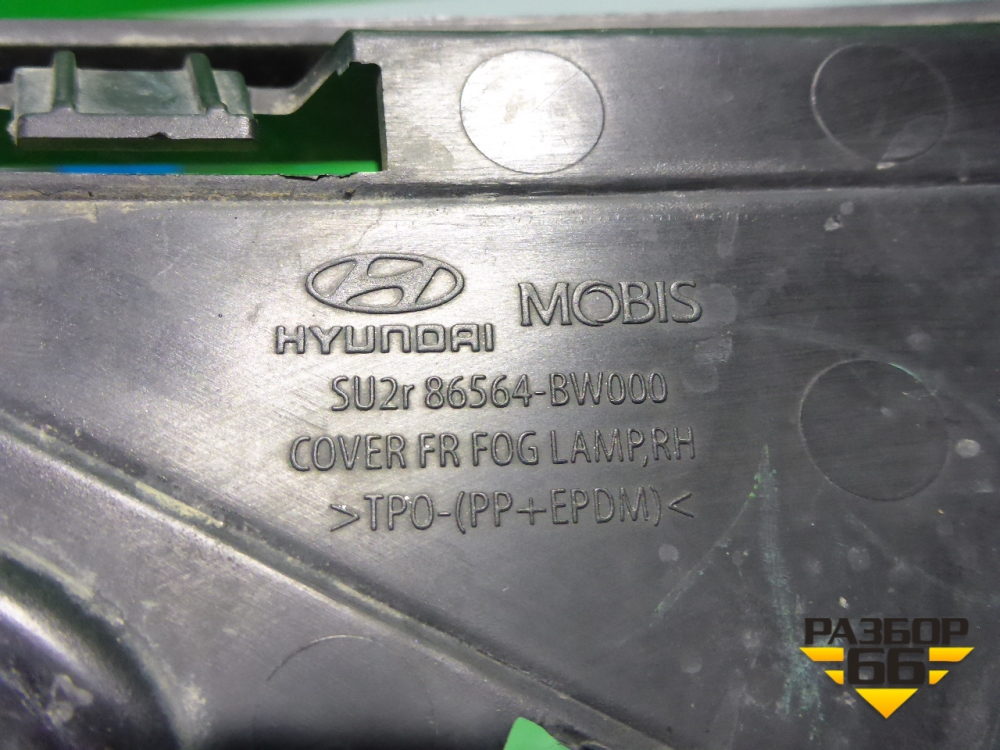 HYUNDAI MOBIS
SU2r 86564-BW000
COVER FR FOG LAMP,RH
>TPO-(PP+EPDM)<
РАЗБОР
66